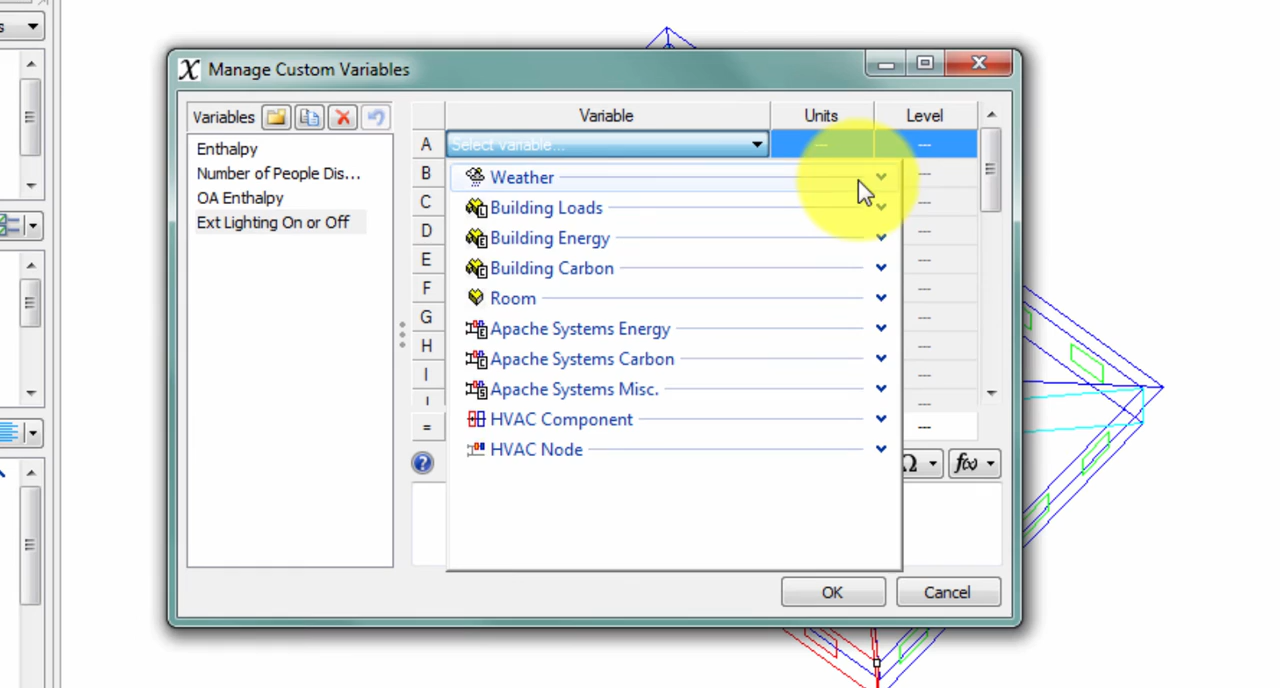 s
Manage Custom Variables
Variables
Variable
Units
Level
Enthalpy
Number of People Dis...
OA Enthalpy
Ext Lighting On or Off
A
Select Variable...
---
---
B
---
C
---
D
---
E
---
F
---
G
---
H
---
I
---
---
=
---
Weather
Building Loads
Building Energy
Building Carbon
Room
Apache Systems Energy
Apache Systems Carbon
Apache Systems Misc.
HVAC Component
HVAC Node
Ω
f(x)
OK
Cancel